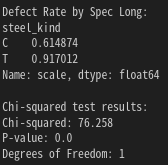 Defect Rate by Spec Long:
steel_kind
C    0.614874
T    0.917012
Name: scale, dtype: float64

Chi-squared test results:
Chi-squared: 76.258
P-value: 0.0
Degrees of Freedom: 1